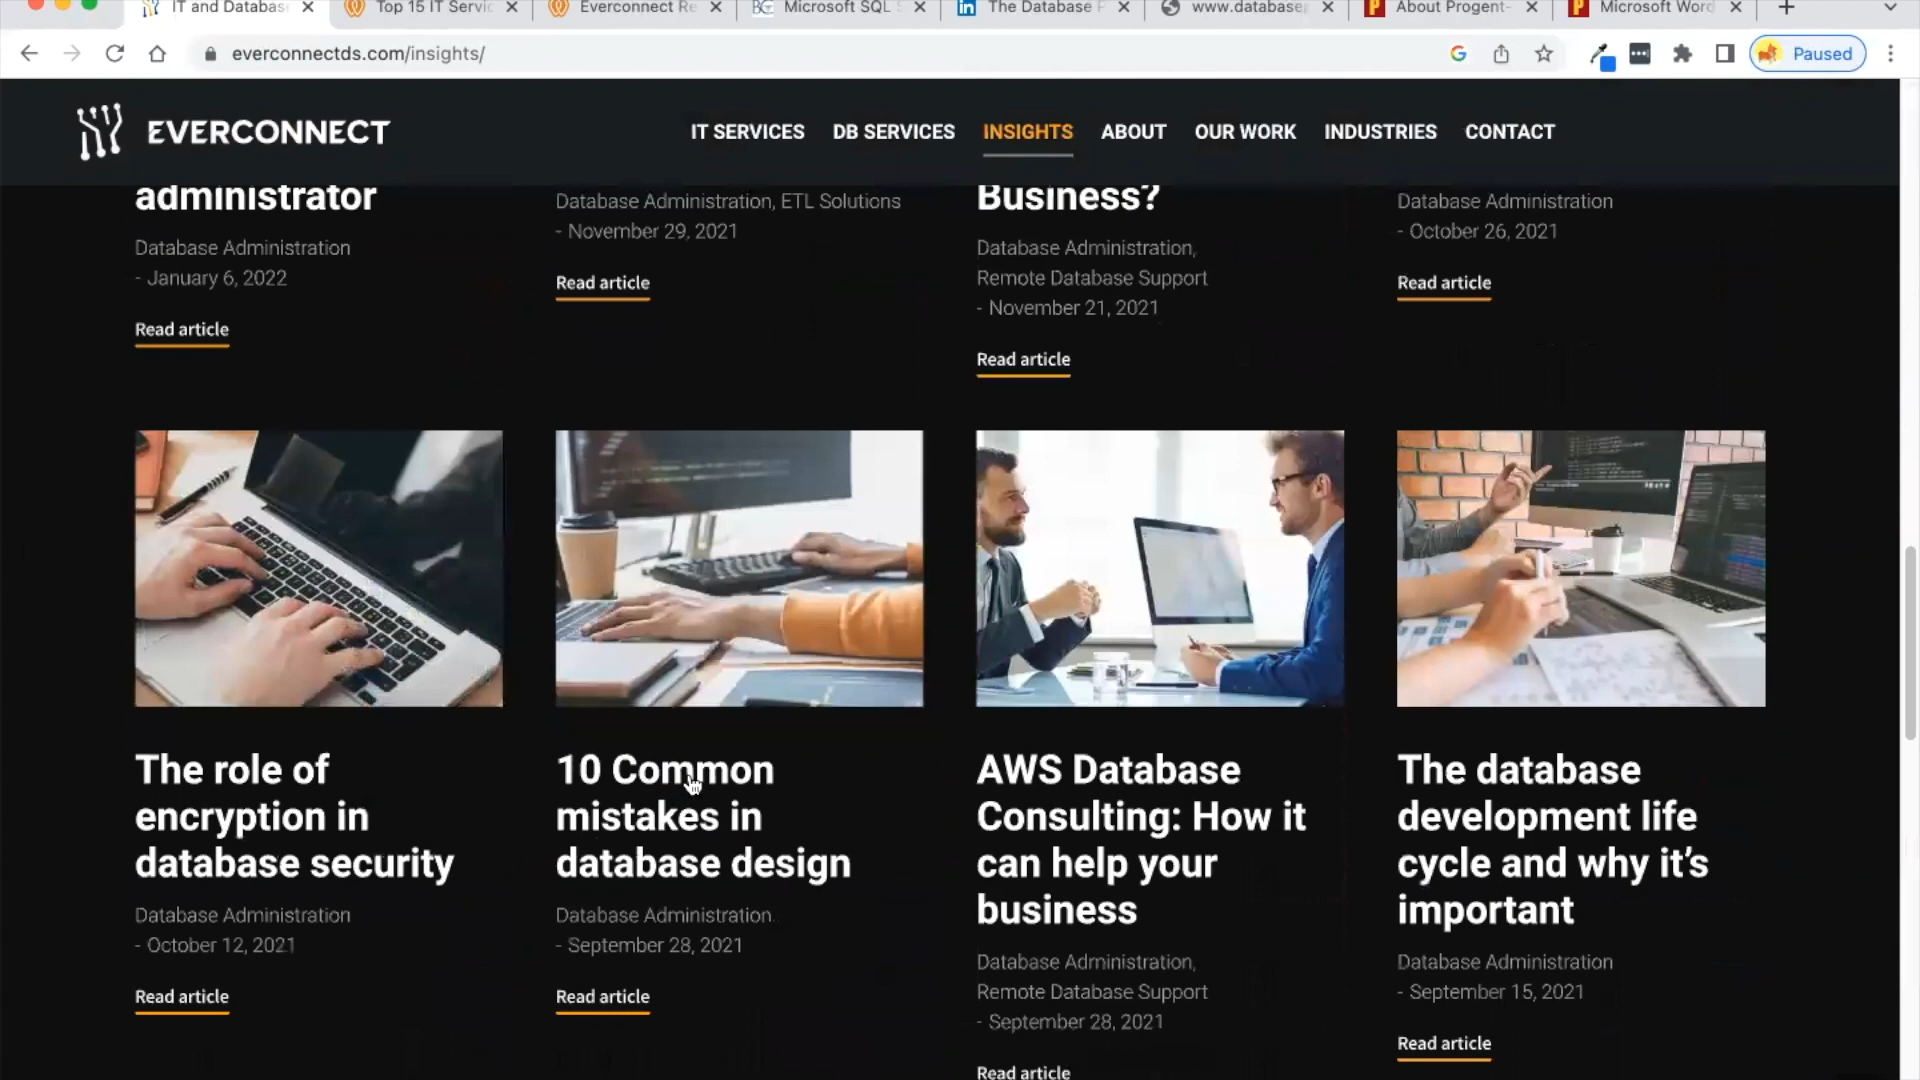 IT and Databas
Top 15 IT Servic
Everconnect Re
Microsoft SQL S
The Database P
www.database
About Progent-
Microsoft Word
everconnectds.com/insights/
Paused
EVERCONNECT
IT SERVICES
DB SERVICES
INSIGHTS
ABOUT
OUR WORK
INDUSTRIES
CONTACT
administrator
Database Administration
- January 6, 2022
Read article
Database Administration, ETL Solutions
- November 29, 2021
Read article
Business?
Database Administration,
Remote Database Support
- November 21, 2021
Read article
Database Administration
- October 26, 2021
Read article
The role of
encryption in
database security
Database Administration
- October 12, 2021
Read article
10 Common
mistakes in
database design
Database Administration
- September 28, 2021
Read article
AWS Database
Consulting: How it
can help your
business
Database Administration,
Remote Database Support
- September 28, 2021
Read article
The database
development life
cycle and why it's
important
Database Administration
- September 15, 2021
Read article